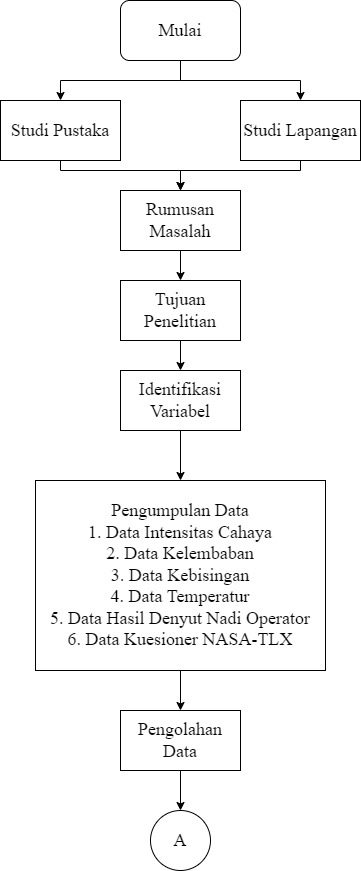 Mulai
Studi Pustaka
Studi Lapangan
Rumusan
Masalah
Tujuan
Penelitian
Identifikasi
Variabel
Pengumpulan Data
1. Data Intensitas Cahaya
2. Data Kelembaban
3. Data Kebisingan
4. Data Temperatur
5. Data Hasil Denyut Nadi Operator
6. Data Kuesioner NASA-TLX
Pengolahan
Data
A